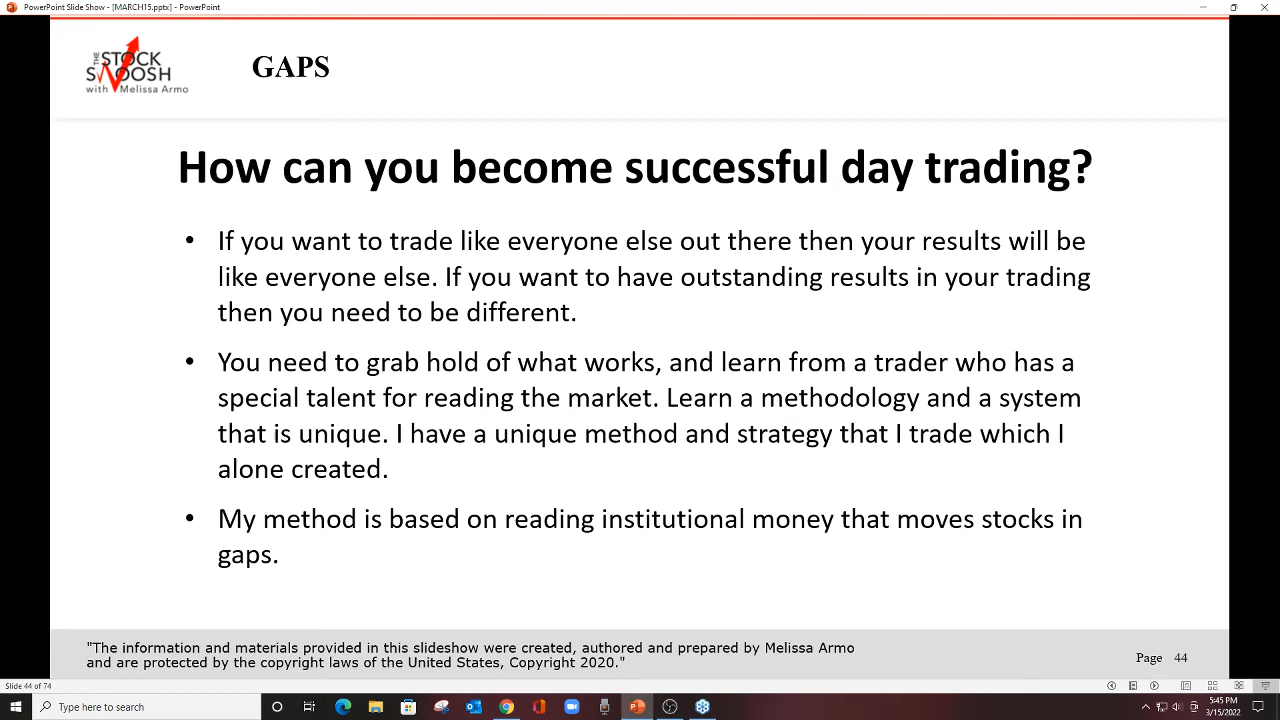 PowerPoint Slide Show - [MARCH15.pptx] - PowerPoint
THE
STOCK
SWOOSH
with Melissa Armo
GAPS
How can you become successful day trading?
• If you want to trade like everyone else out there then your results will be
like everyone else. If you want to have outstanding results in your trading
then you need to be different.
• You need to grab hold of what works, and learn from a trader who has a
special talent for reading the market. Learn a methodology and a system
that is unique. I have a unique method and strategy that I trade which I
alone created.
• My method is based on reading institutional money that moves stocks in
gaps.
"The information and materials provided in this slideshow were created, authored and prepared by Melissa Armo
and are protected by the copyright laws of the United States, Copyright 2020."
Page 44
Slide 44 of 74
Type here to search
5:45 PM
3/15/2022